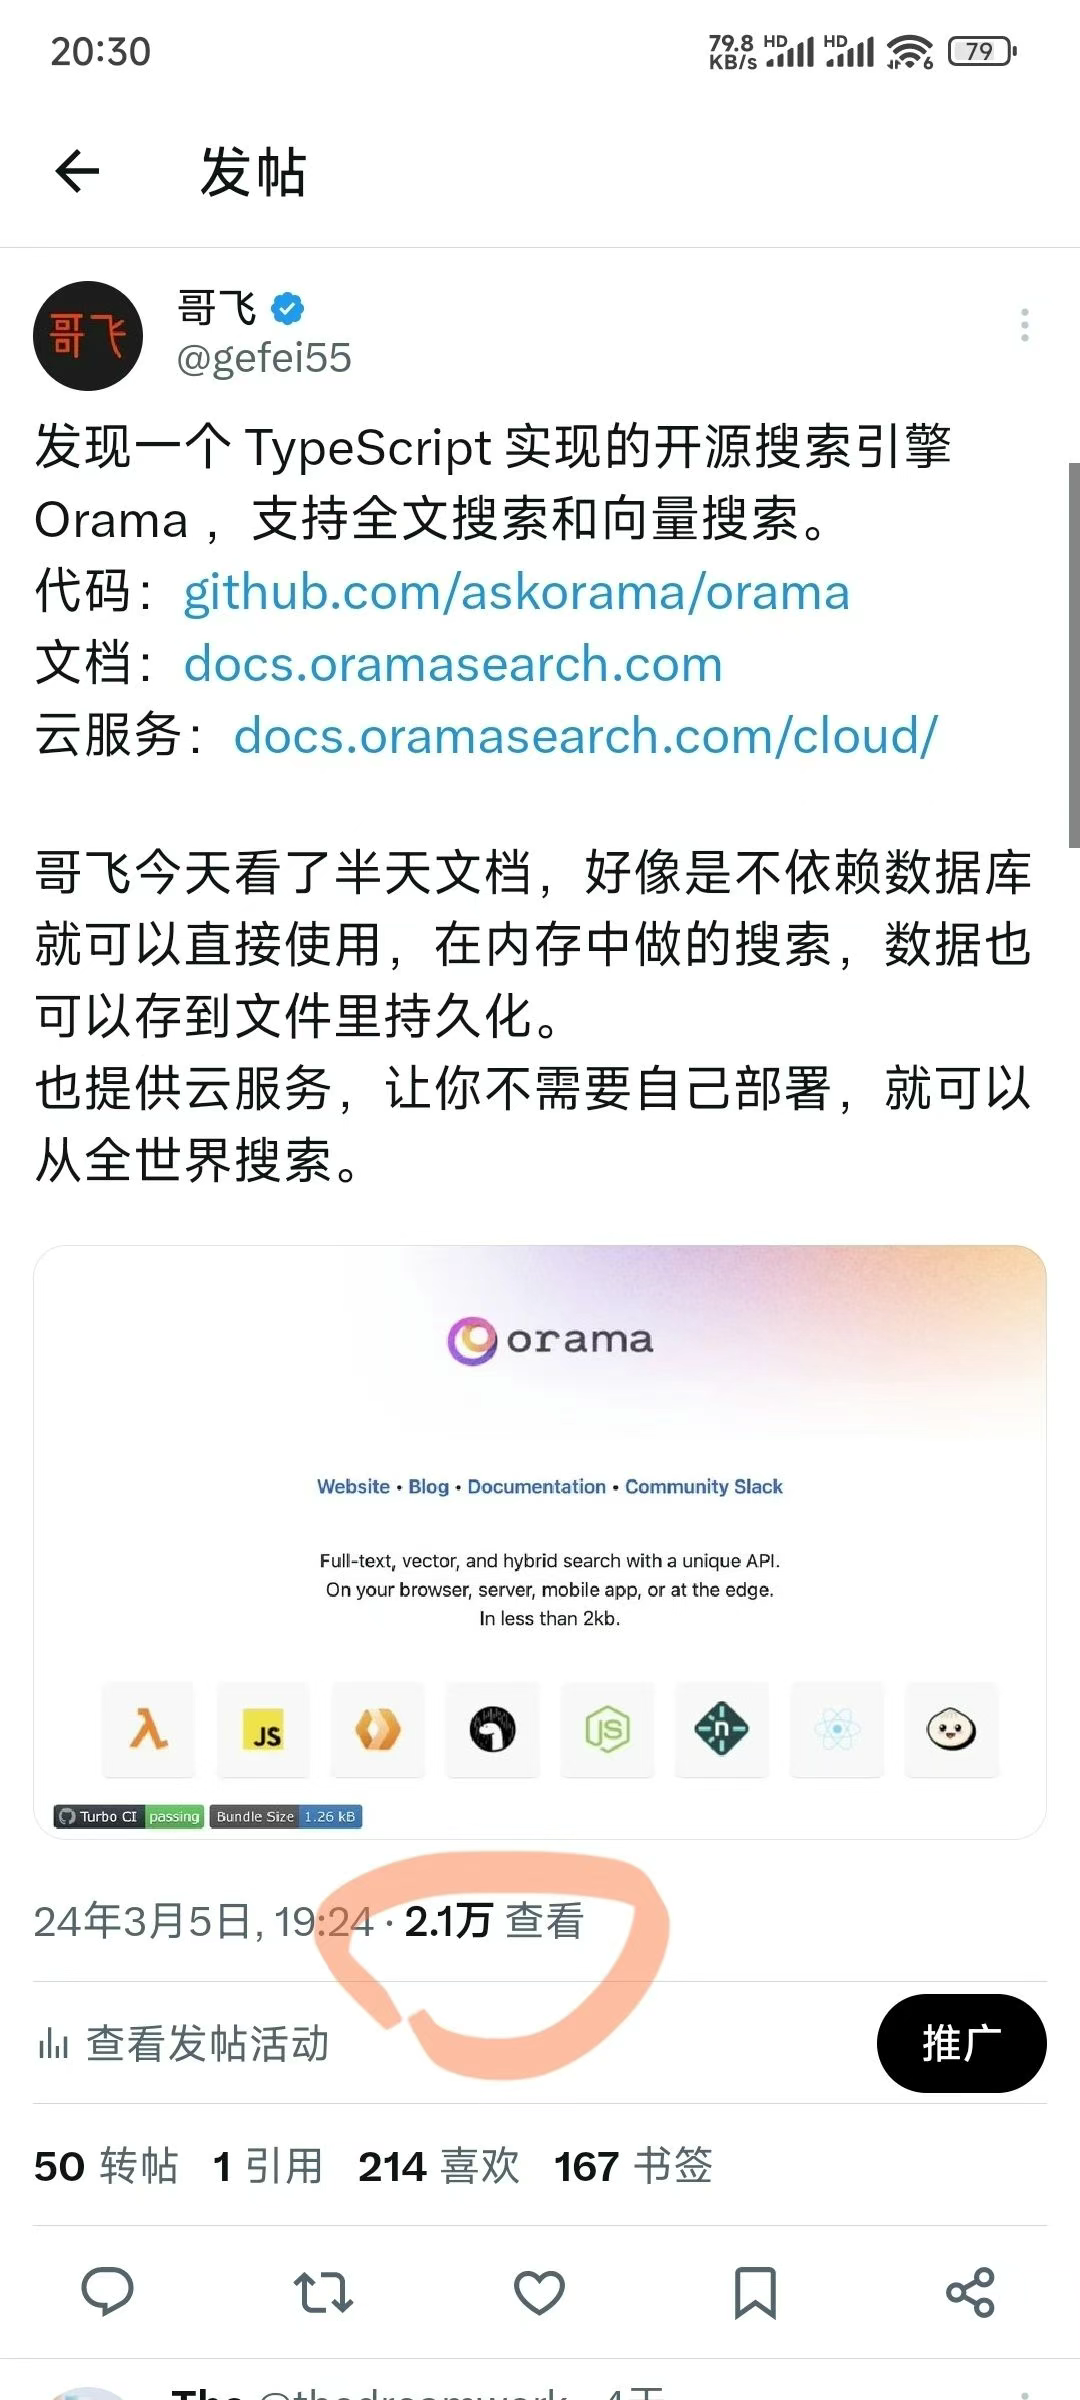 20:30
79.8
KB/s
HD
HD
6
79
发帖
哥飞
哥飞
@gefei55
发现一个 TypeScript 实现的开源搜索引擎
Orama ，支持全文搜索和向量搜索。
代码：github.com/askorama/orama
文档：docs.oramasearch.com
云服务：docs.oramasearch.com/cloud/
哥飞今天看了半天文档，好像是不依赖数据库
就可以直接使用，在内存中做的搜索，数据也
可以存到文件里持久化。
也提供云服务，让你不需要自己部署，就可以
从全世界搜索。
orama
Website • Blog • Documentation • Community Slack
Full-text, vector, and hybrid search with a unique API.
On your browser, server, mobile app, or at the edge.
In less than 2kb.
λ
JS
JS
n
Turbo CI passing Bundle Size 1.26 kB
24年3月5日, 19:24 · 2.1万 查看
查看发帖活动
推广
50 转帖 1 引用 214 喜欢 167 书签
The @thedreamwork · 4天